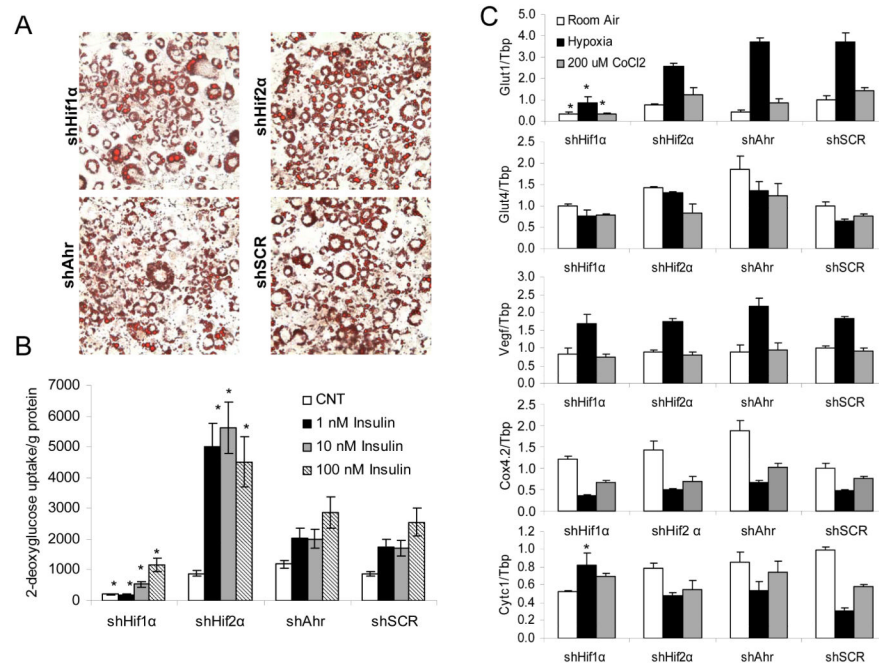 A
shHif1α
shHif2α
shAhr
shSCR
B
2-deoxyglucose uptake/g protein
7000
6000
5000
4000
3000
2000
1000
0
CNT
1 nM Insulin
10 nM Insulin
100 nM Insulin
* * * *
* * *
shHif1α shHif2α shAhr shSCR
C
Room Air
Hypoxia
200 uM CoCl2
Glut1/Tbp
5.0
4.0
3.0
2.0
1.0
0.0
* * *
shHif1α shHif2α shAhr shSCR
Glut4/Tbp
2.5
2.0
1.5
1.0
0.5
0.0
shHif1α shHif2α shAhr shSCR
Vegf/Tbp
2.5
2.0
1.5
1.0
0.5
0.0
shHif1α shHif2α shAhr shSCR
Cox4.2/Tbp
2.5
2.0
1.5
1.0
0.5
0.0
shHif1α shHif2 α shAhr shSCR
Cytc1/Tbp
1.2
1.0
0.8
0.6
0.4
0.2
0.0
*
shHif1α shHif2α shAhr shSCR